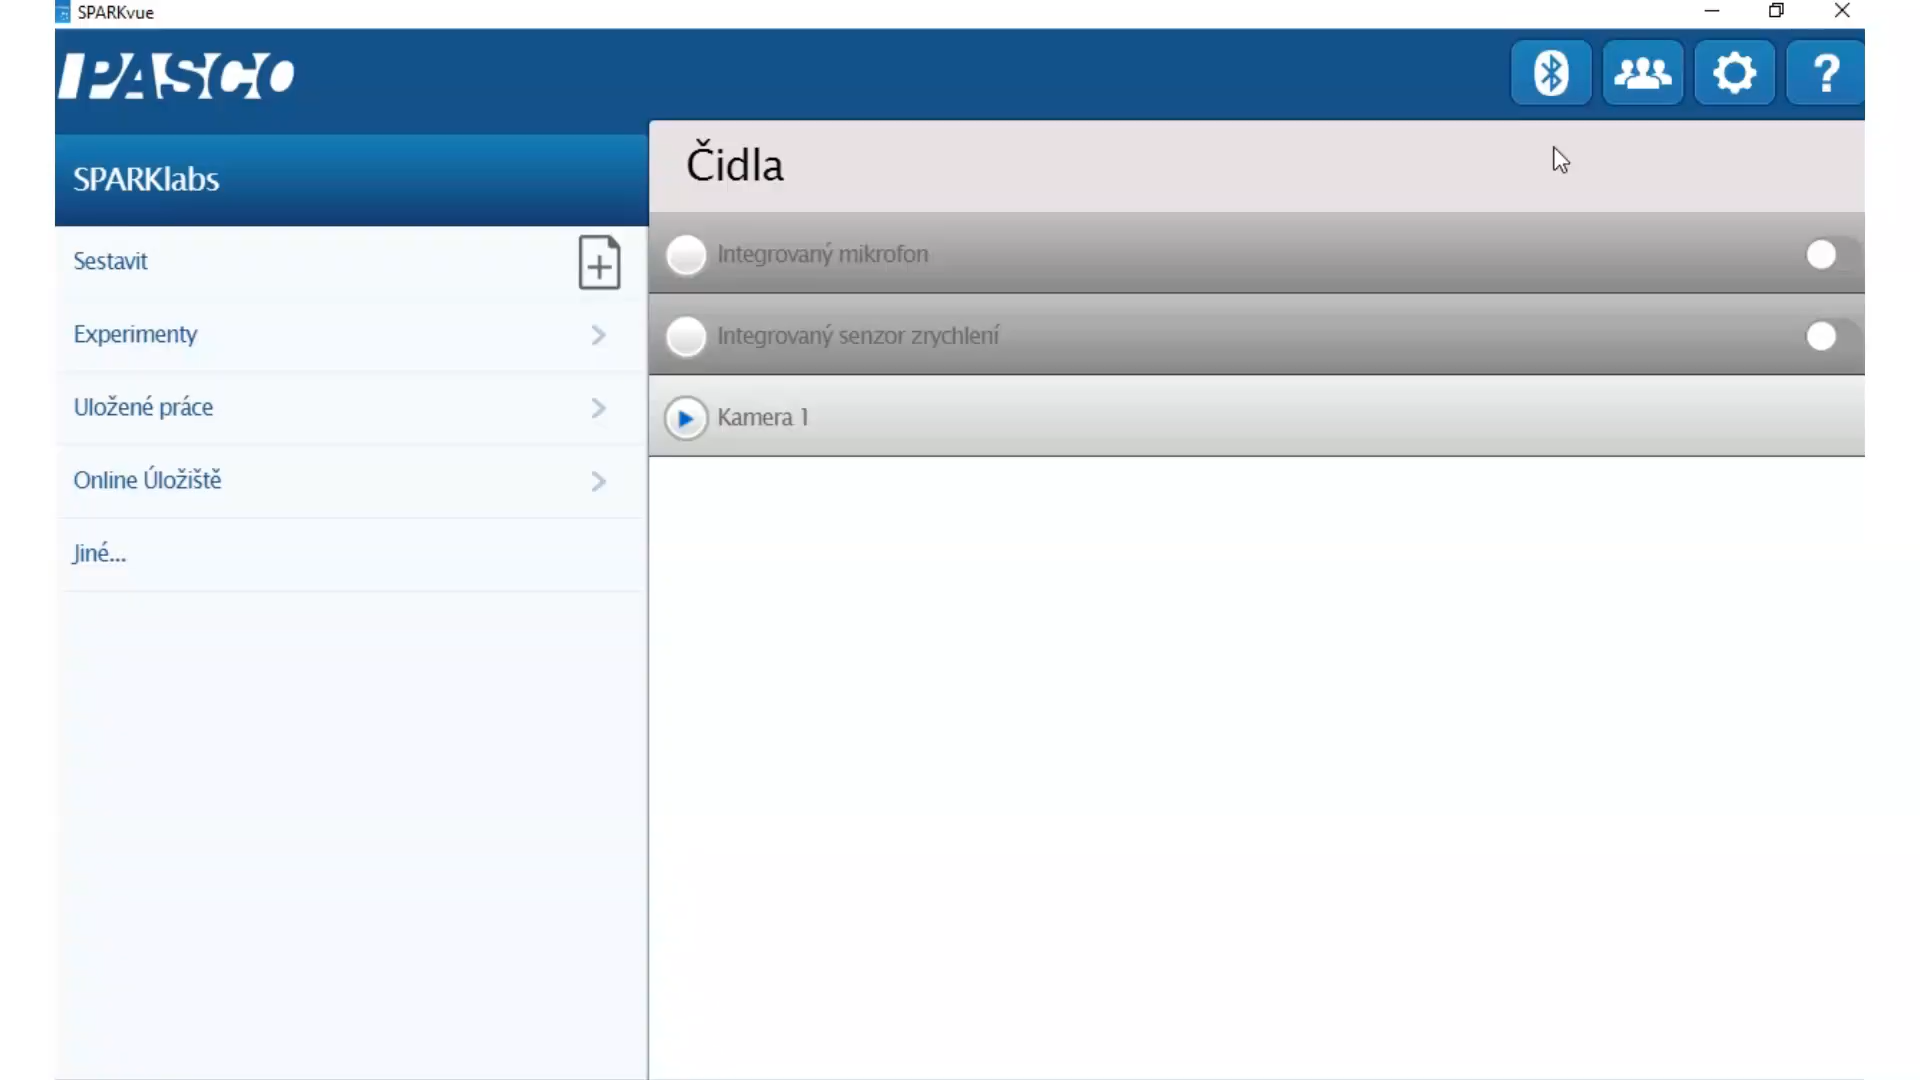 SPARKvue
PASCO
?
SPARKlabs
Sestavit
Experimenty
Uložené práce
Online Úložiště
Jiné...
Čidla
Integrovaný mikrofon
Integrovaný senzor zrychlení
Kamera 1